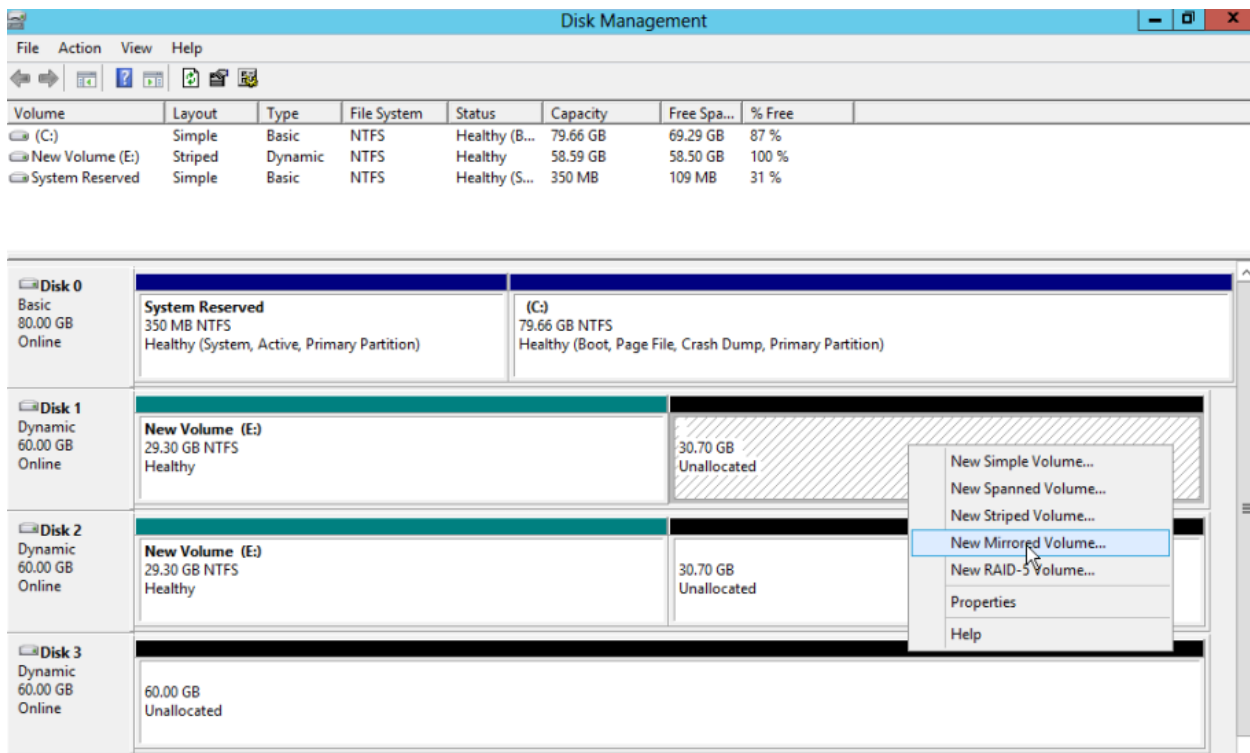 Disk Management
File Action View Help
Volume Layout Type File System Status Capacity Free Spa... % Free
(C:) Simple Basic NTFS Healthy (B... 79.66 GB 69.29 GB 87 %
New Volume (E:) Striped Dynamic NTFS Healthy 58.59 GB 58.50 GB 100 %
System Reserved Simple Basic NTFS Healthy (S... 350 MB 109 MB 31 %
Disk 0
Basic
80.00 GB
Online
System Reserved
350 MB NTFS
Healthy (System, Active, Primary Partition)
(C:)
79.66 GB NTFS
Healthy (Boot, Page File, Crash Dump, Primary Partition)
Disk 1
Dynamic
60.00 GB
Online
New Volume (E:)
29.30 GB NTFS
Healthy
30.70 GB
Unallocated
New Simple Volume...
New Spanned Volume...
New Striped Volume...
New Mirrored Volume...
New RAID-5 Volume...
Properties
Help
Disk 2
Dynamic
60.00 GB
Online
New Volume (E:)
29.30 GB NTFS
Healthy
30.70 GB
Unallocated
Disk 3
Dynamic
60.00 GB
Online
60.00 GB
Unallocated